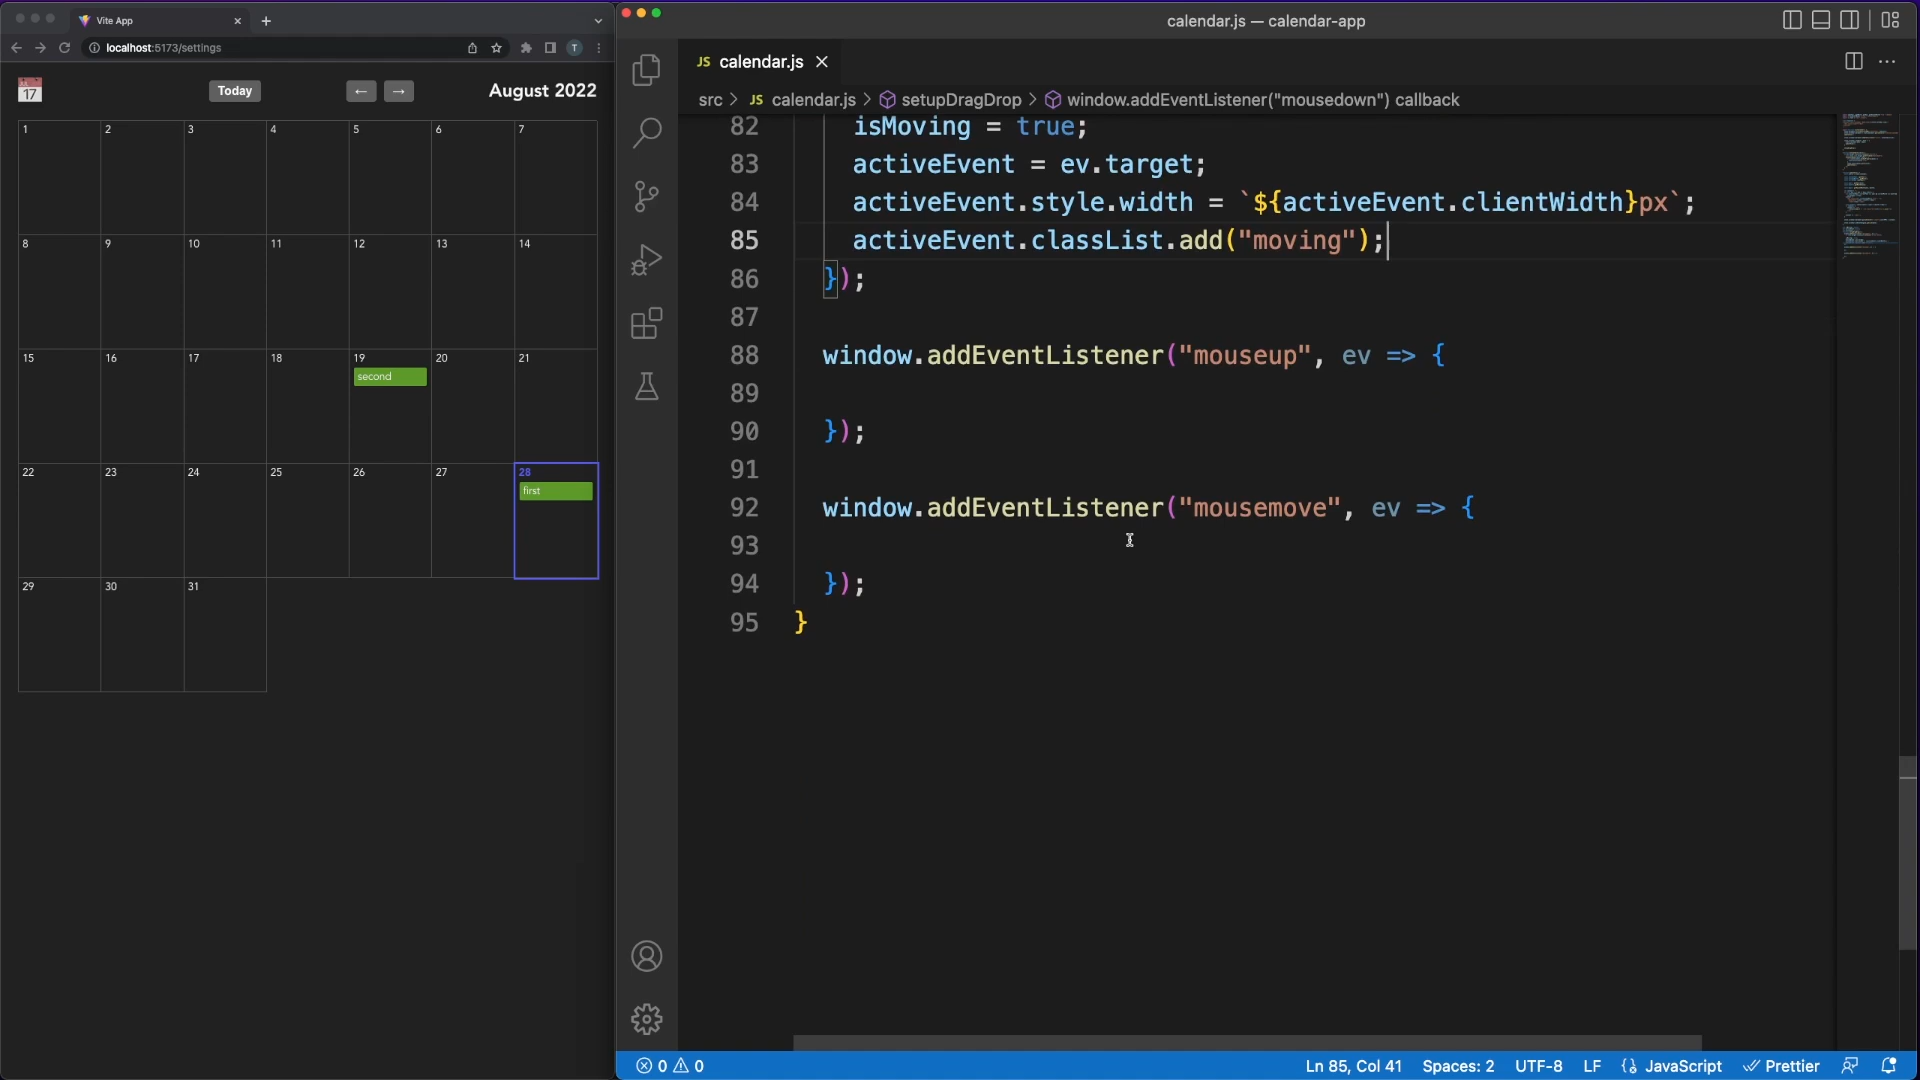 Vite App
localhost:5173/settings
T
17
Today
←
→
August 2022
1 2 3 4 5 6 7
8 9 10 11 12 13 14
15 16 17 18 19 20 21
second
22 23 24 25 26 27 28
first
29 30 31
calendar.js — calendar-app
JS calendar.js
src > JS calendar.js > setupDragDrop > window.addEventListener("mousedown") callback
82 isMoving = true;
83 activeEvent = ev.target;
84 activeEvent.style.width = `${activeEvent.clientWidth}px`;
85 activeEvent.classList.add("moving");
86 });
87
88 window.addEventListener("mouseup", ev => {
89
90 });
91
92 window.addEventListener("mousemove", ev => {
93
94 });
95 }
0 0 Ln 85, Col 41 Spaces: 2 UTF-8 LF {} JavaScript Prettier